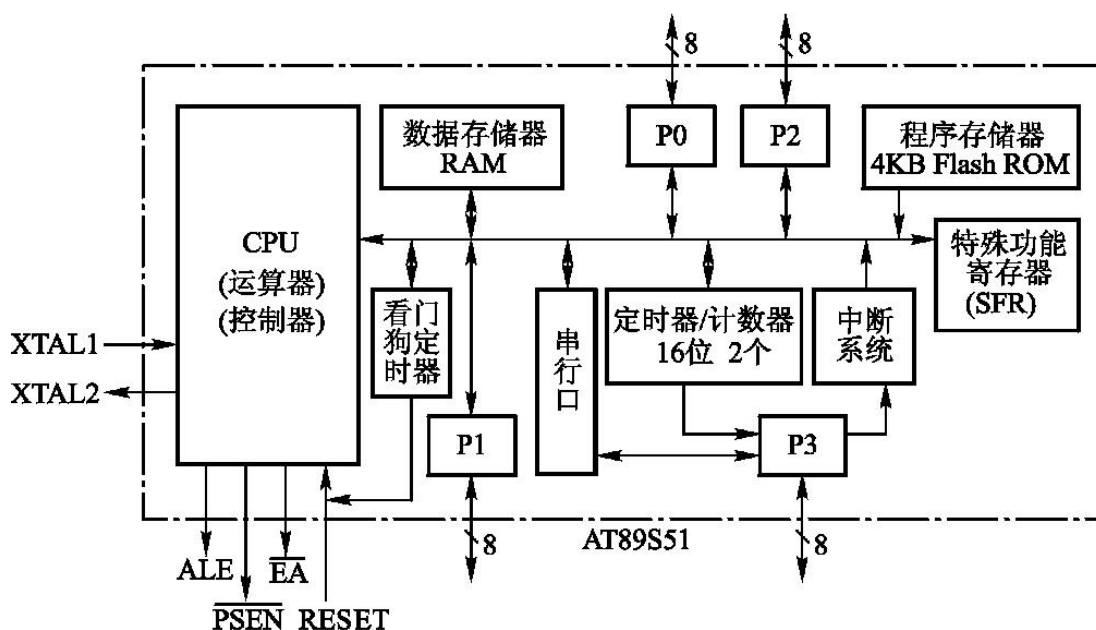 8
8
数据存储器
RAM
P0
P2
程序存储器
4KB Flash ROM
CPU
(运算器)
(控制器)
特殊功能
寄存器
(SFR)
看门
狗定
时器
串
行
口
定时器/计数器
16位 2个
中断
系统
XTAL1
XTAL2
P1
P3
8
AT89S51
8
ALE
EA
PSEN
RESET